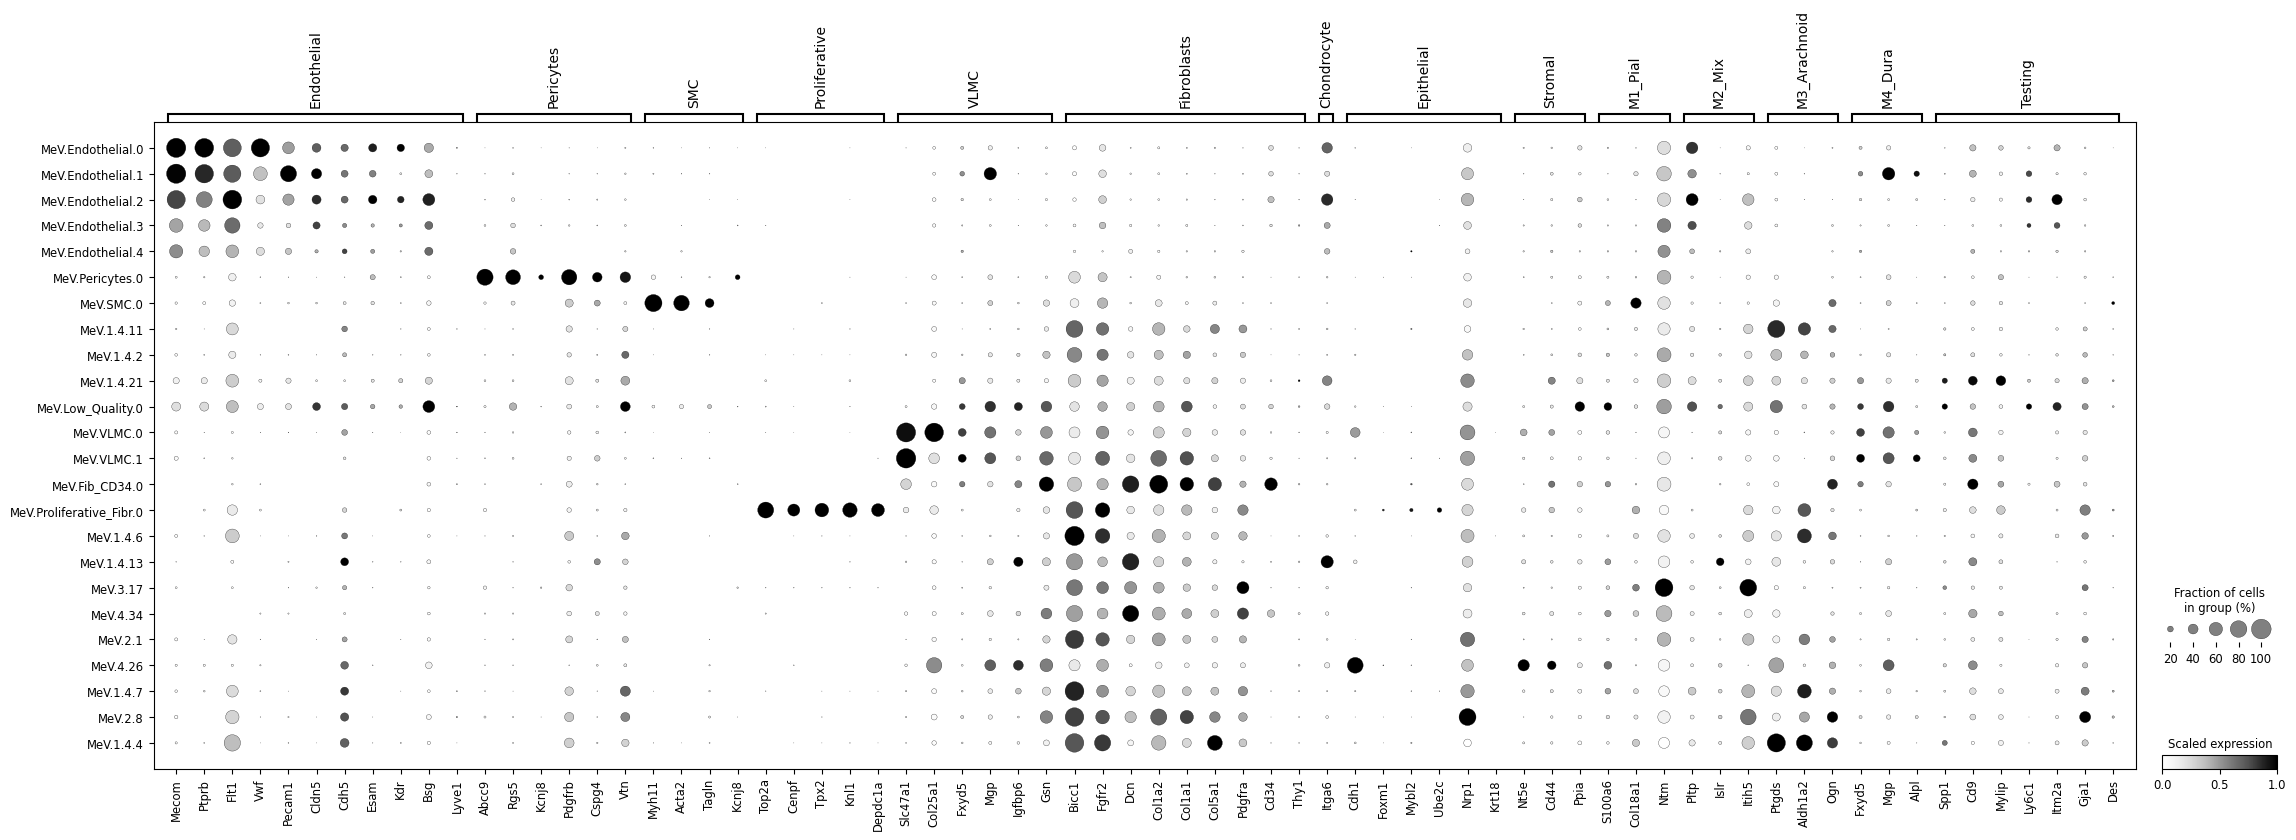 Endothelial
Pericytes
SMC
Proliferative
VLMC
Fibroblasts
Chondrocyte
Epithelial
Stromal
M1_Pial
M2_Mix
M3_Arachnoid
M4_Dura
Testing
MeV.Endothelial.0
MeV.Endothelial.1
MeV.Endothelial.2
MeV.Endothelial.3
MeV.Endothelial.4
MeV.Pericytes.0
MeV.SMC.0
MeV.1.4.11
MeV.1.4.2
MeV.1.4.21
MeV.Low_Quality.0
MeV.VLMC.0
MeV.VLMC.1
MeV.Fib_CD34.0
MeV.Proliferative_Fibr.0
MeV.1.4.6
MeV.1.4.13
MeV.3.17
MeV.4.34
MeV.2.1
MeV.4.26
MeV.1.4.7
MeV.2.8
MeV.1.4.4
Mecom
Ptprb
Flt1
Vwf
Pecam1
Cldn5
Cdh5
Esam
Kdr
Bsg
Lyve1
Abcc9
Rgs5
Kcnj8
Pdgfrb
Cspg4
Vtn
Myh11
Acta2
Tagln
Kcnj8
Top2a
Cenpf
Tpx2
Knl1
Depdc1a
Slc47a1
Col25a1
Fxyd5
Mgp
Igfbp6
Gsn
Bicc1
Fgfr2
Dcn
Col1a2
Col1a1
Col5a1
Pdgfra
Cd34
Thy1
Itga6
Cdh1
Foxm1
Mybl2
Ube2c
Nrp1
Krt18
Nt5e
Cd44
Ppia
S100a6
Col18a1
Ntm
Pltp
Islr
Itih5
Ptgds
Aldh1a2
Ogn
Fxyd5
Mgp
Alpl
Spp1
Cd9
Mylip
Ly6c1
Itm2a
Gja1
Des
Fraction of cells
in group (%)
20 40 60 80 100
Scaled expression
0.0 0.5 1.0